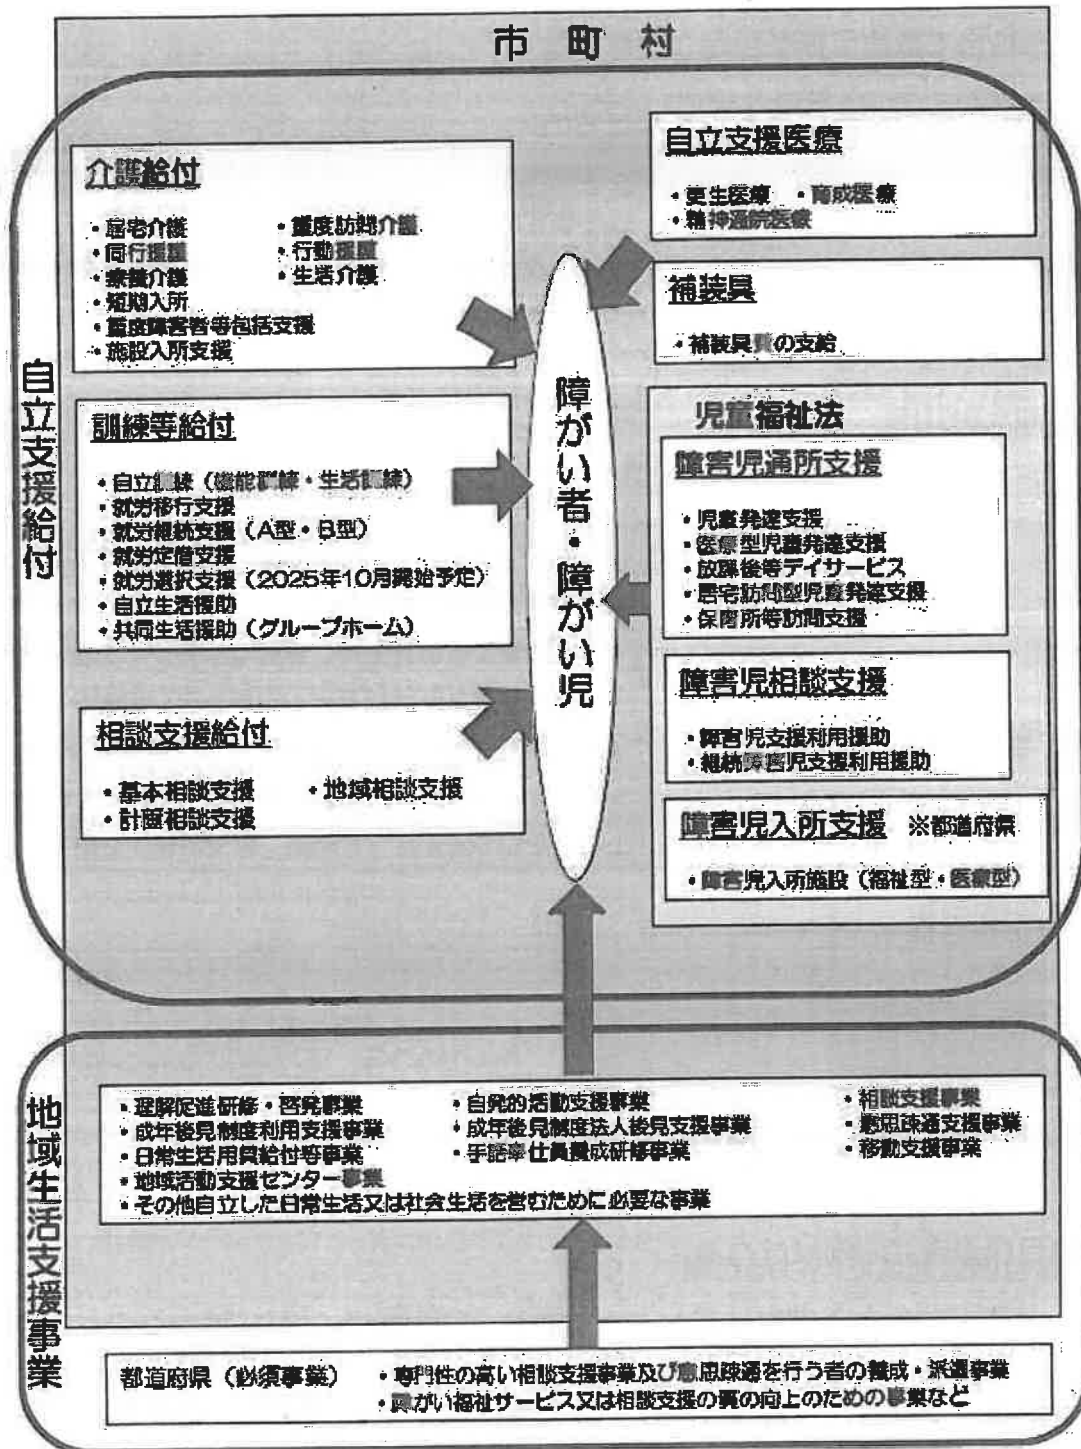 市町村
自立支援給付
介護給付
・居宅介護 ・重度訪問介護
・同行援護 ・行動援護
・療養介護 ・生活介護
・短期入所
・重度障害者等包括支援
・施設入所支援
訓練等給付
・自立訓練（機能訓練・生活訓練）
・就労移行支援
・就労継続支援（A型・B型）
・就労定着支援
・就労選択支援（2025年10月開始予定）
・自立生活援助
・共同生活援助（グループホーム）
相談支援給付
・基本相談支援 ・地域相談支援
・計画相談支援
障がい者・障がい児
自立支援医療
・更生医療 ・育成医療
・精神通院医療
補装具
・補装具費の支給
児童福祉法
障害児通所支援
・児童発達支援
・医療型児童発達支援
・放課後等デイサービス
・居宅訪問型児童発達支援
・保育所等訪問支援
障害児相談支援
・障害児支援利用援助
・継続障害児支援利用援助
障害児入所支援 ※都道府県
・障害児入所施設（福祉型・医療型）
地域生活支援事業
・理解促進研修・啓発事業 ・自発的活動支援事業 ・相談支援事業
・成年後見制度利用支援事業 ・成年後見制度法人後見支援事業 ・意思疎通支援事業
・日常生活用具給付等事業 ・手話奉仕員養成研修事業 ・移動支援事業
・地域活動支援センター事業
・その他自立した日常生活又は社会生活を営むために必要な事業
都道府県（必須事業） ・専門性の高い相談支援事業及び意思疎通を行う者の養成・派遣事業
・障がい福祉サービス又は相談支援の質の向上のための事業など